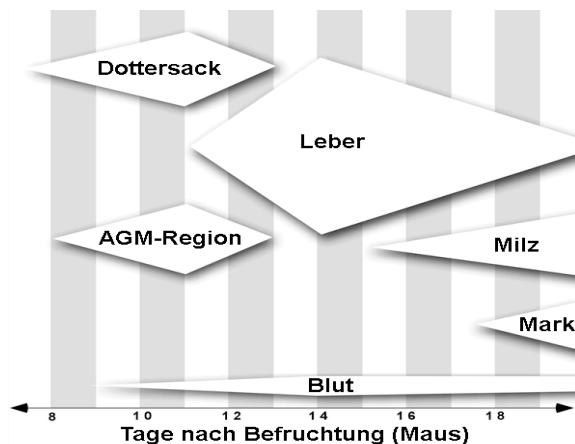 Dottersack
Leber
AGM-Region
Milz
Mark
Blut
8 10 12 14 16 18
Tage nach Befruchtung (Maus)